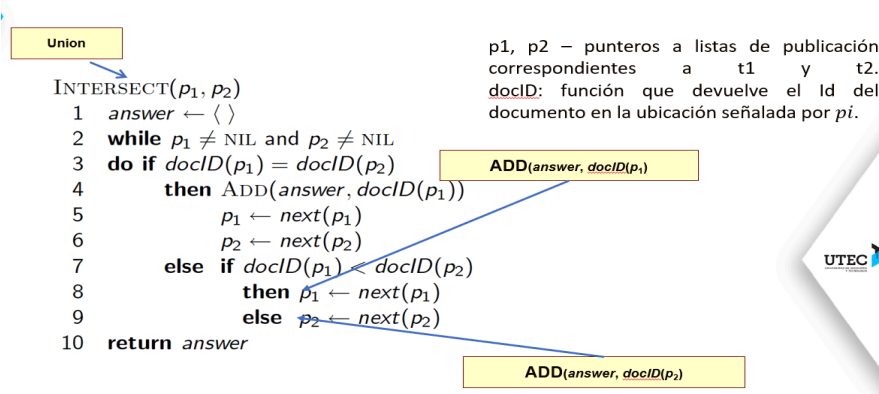 Union
p1, p2 – punteros a listas de publicación
correspondientes a t1 y t2.
docID: función que devuelve el Id del
documento en la ubicación señalada por pi.
INTERSECT(p₁, p₂)
1 answer ← ⟨ ⟩
2 while p₁ ≠ NIL and p₂ ≠ NIL
3 do if docID(p₁) = docID(p₂)
4 then ADD(answer, docID(p₁))
5 p₁ ← next(p₁)
6 p₂ ← next(p₂)
7 else if docID(p₁) < docID(p₂)
8 then p₁ ← next(p₁)
9 else p₂ ← next(p₂)
10 return answer
ADD(answer, docID(p₁)
ADD(answer, docID(p₂)
UTEC